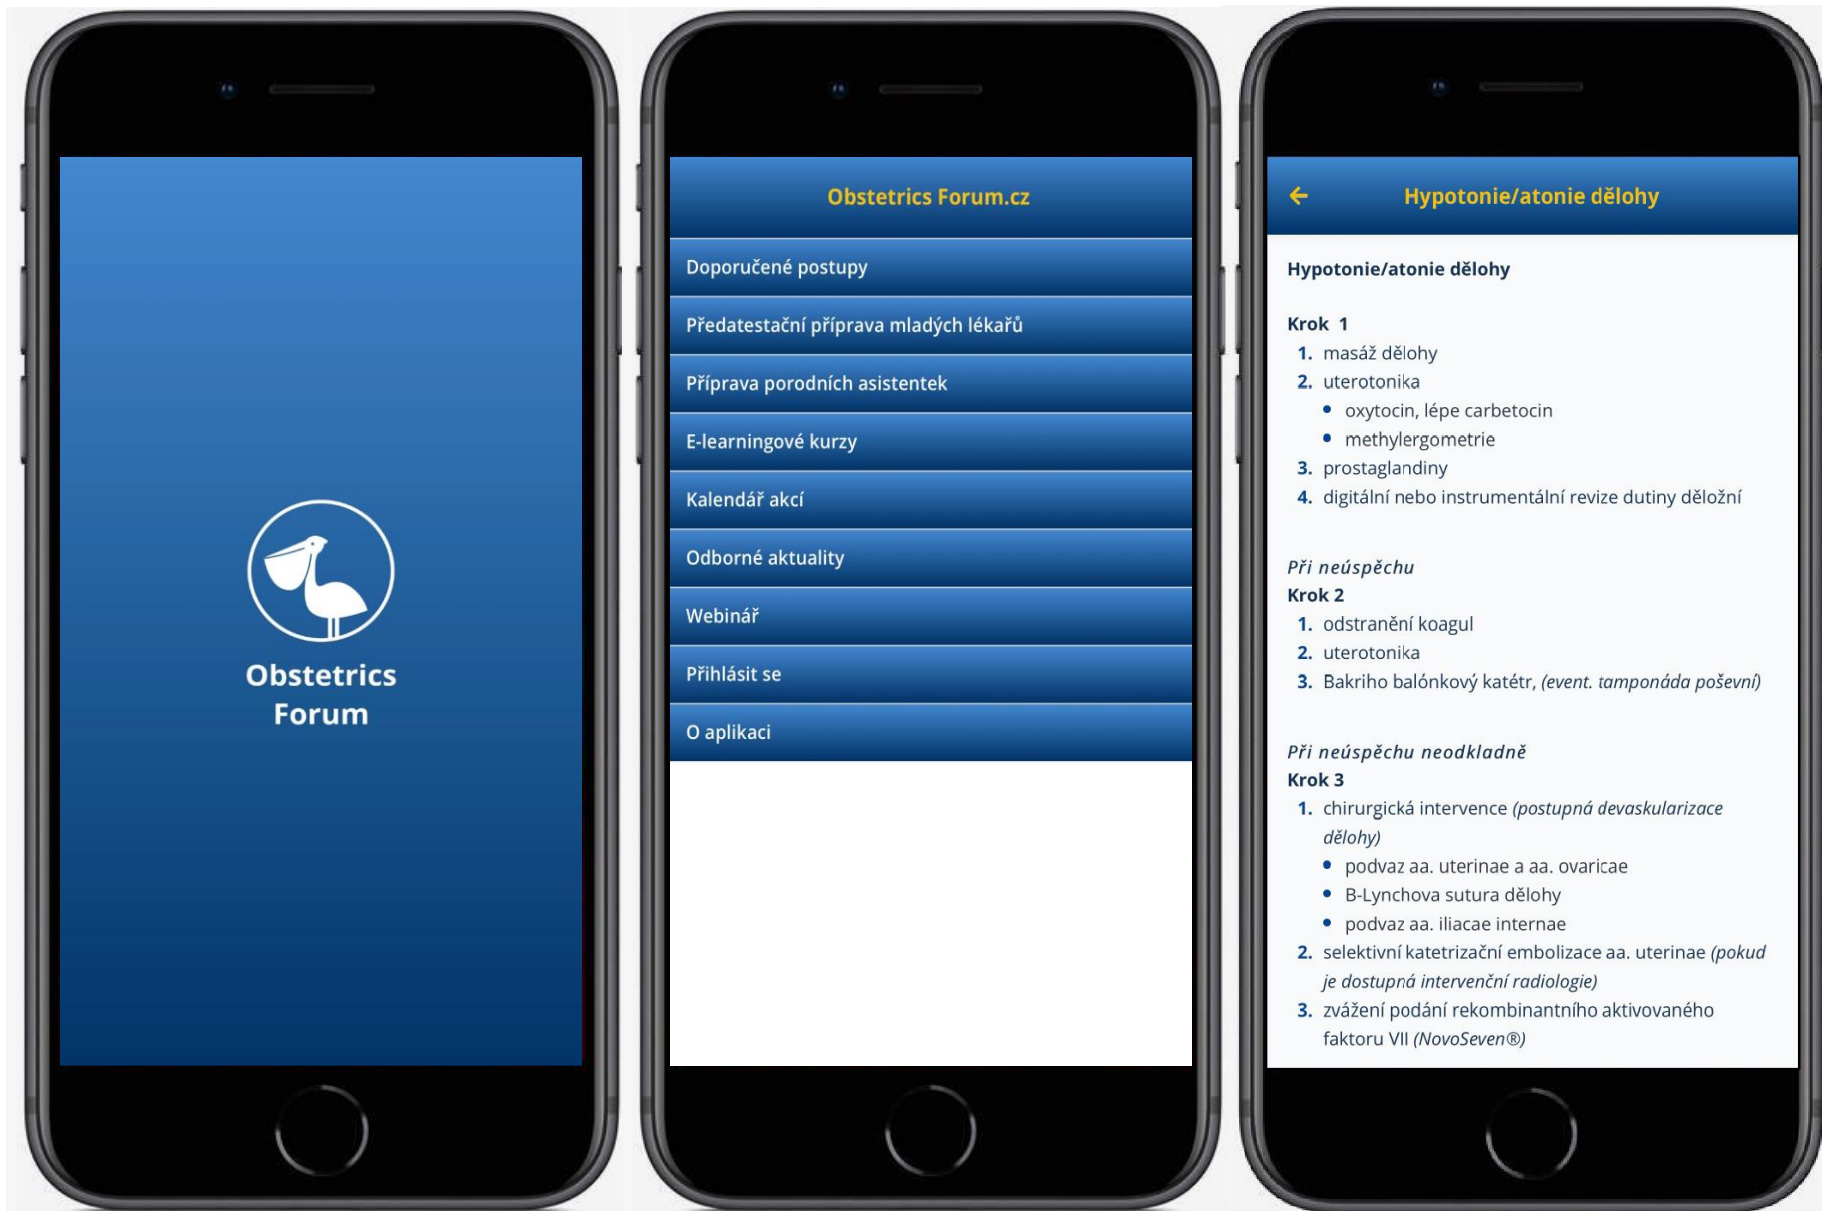 Obstetrics
Forum
Obstetrics Forum.cz
Doporučené postupy
Předatestační příprava mladých lékařů
Příprava porodních asistentek
E-learningové kurzy
Kalendář akcí
Odborné aktuality
Webinář
Přihlásit se
O aplikaci
Hypotonie/atonie dělohy
Hypotonie/atonie dělohy
Krok 1
1. masáž dělohy
2. uterotonika
• oxytocin, lépe carbetocin
• methylergometrie
3. prostaglandiny
4. digitální nebo instrumentální revize dutiny děložní
Při neúspěchu
Krok 2
1. odstranění koagul
2. uterotonika
3. Bakriho balónkový katétr, (event. tamponáda poševní)
Při neúspěchu neodkladně
Krok 3
1. chirurgická intervence (postupná devaskularizace
dělohy)
• podvaz aa. uterinae a aa. ovaricae
• B-Lynchova sutura dělohy
• podvaz aa. iliacae internae
2. selektivní katetrizační embolizace aa. uterinae (pokud
je dostupná intervenční radiologie)
3. zvážení podání rekombinantního aktivovaného
faktoru VII (NovoSeven®)